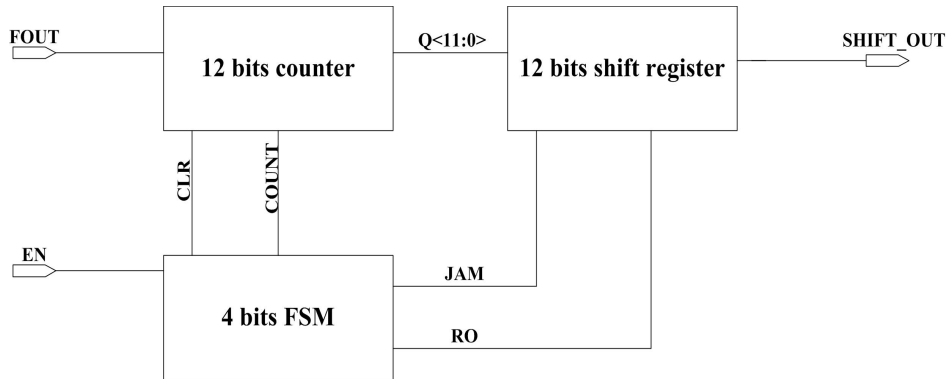 FOUT
12 bits counter
Q<11:0>
12 bits shift register
SHIFT_OUT
CLR
COUNT
EN
4 bits FSM
JAM
RO